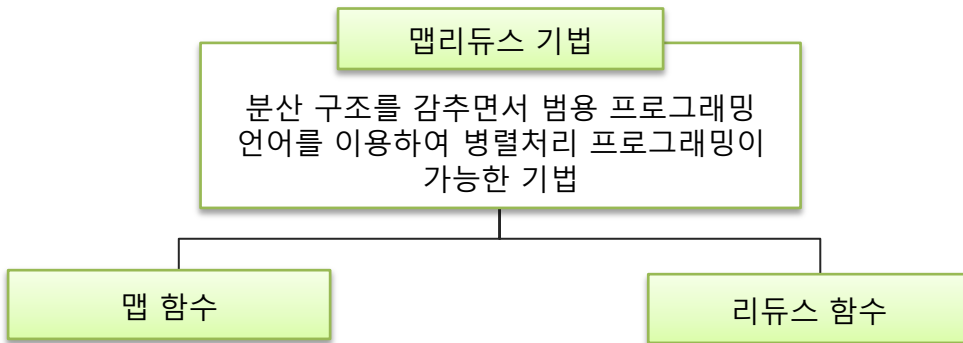 맵리듀스 기법
분산 구조를 감추면서 범용 프로그래밍
언어를 이용하여 병렬처리 프로그래밍이
가능한 기법
맵 함수
리듀스 함수